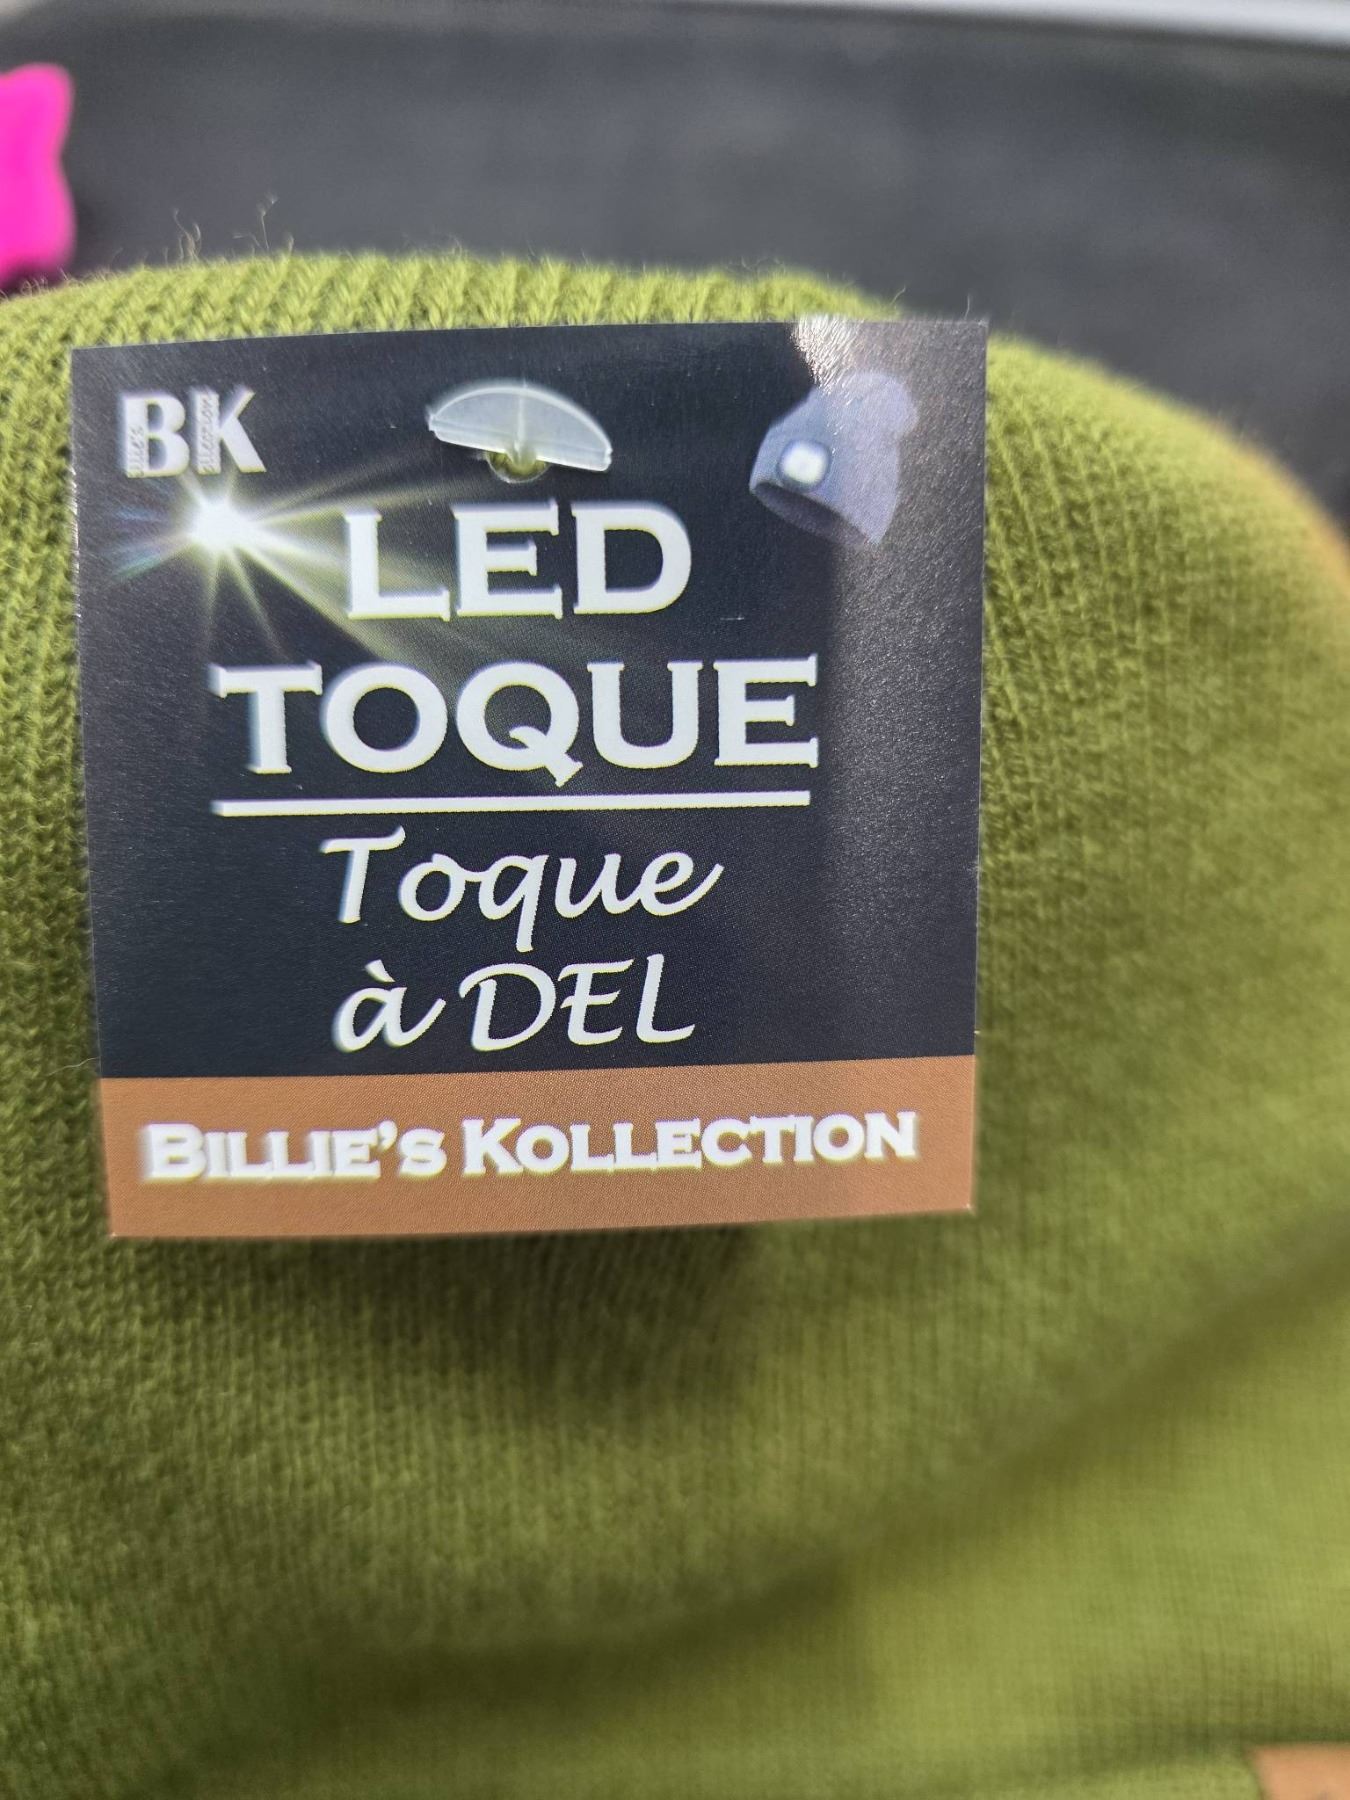 BK
LED
TOQUE
Toque
à DEL
BILLIE'S KOLLECTION